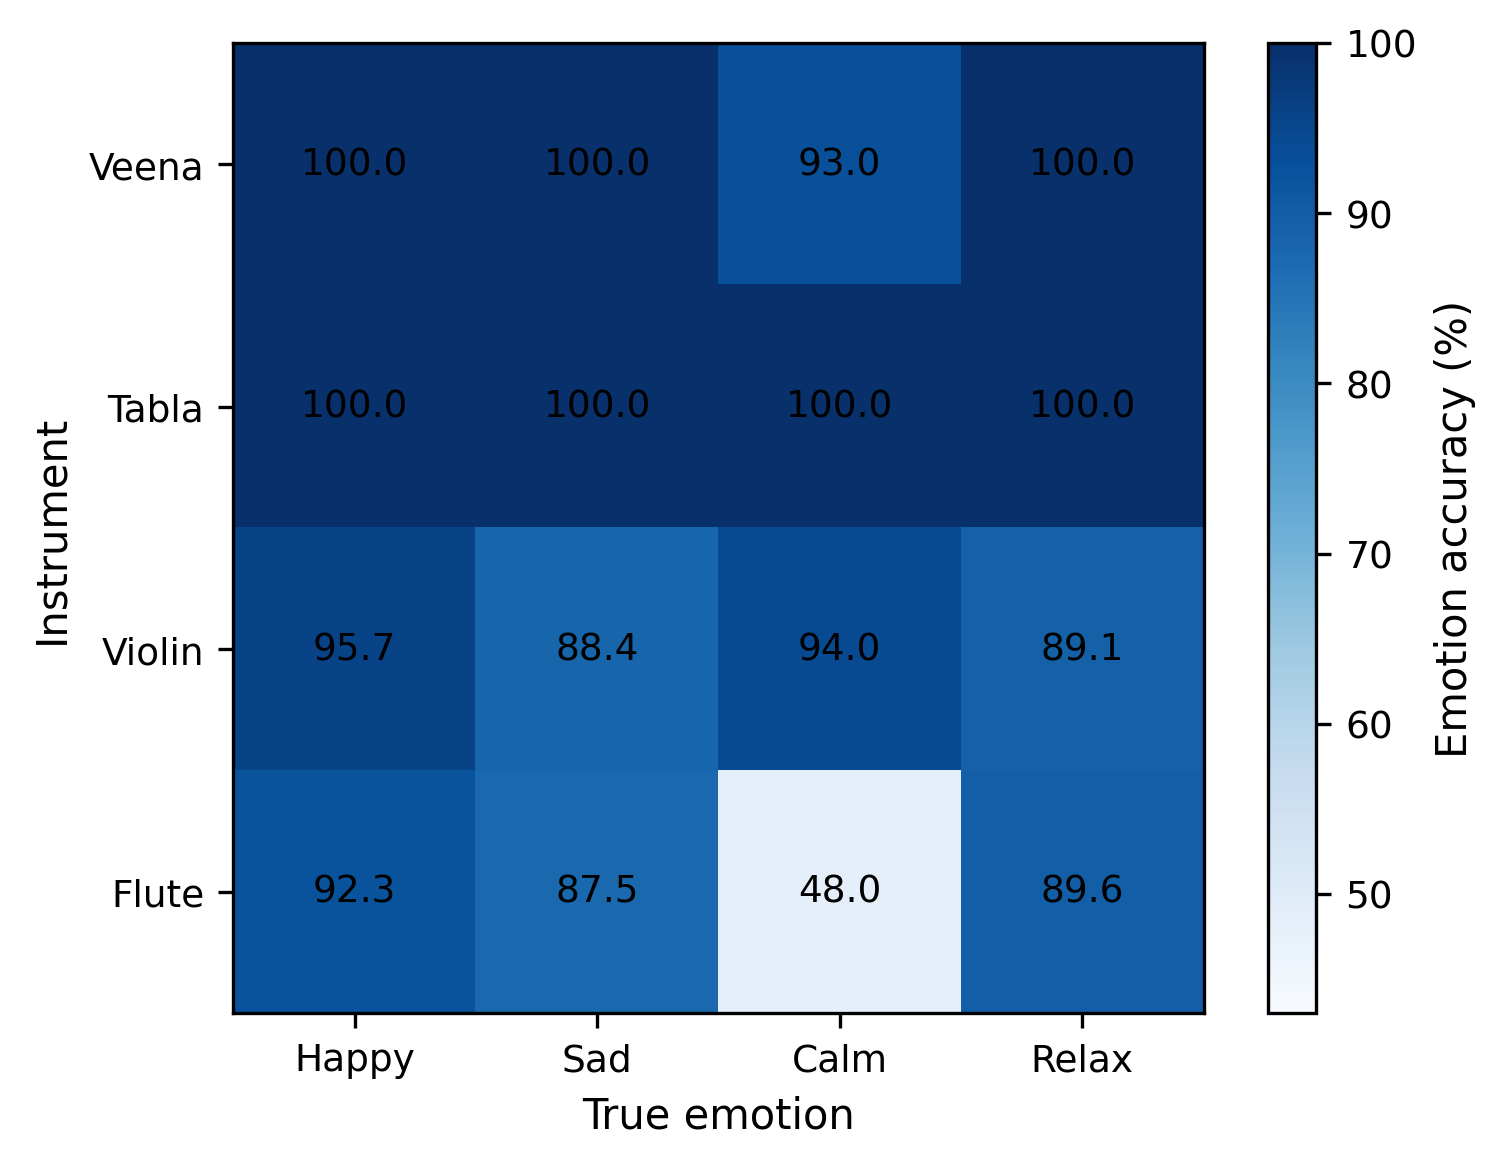 Veena 100.0 100.0 93.0 100.0
Tabla 100.0 100.0 100.0 100.0
Violin 95.7 88.4 94.0 89.1
Flute 92.3 87.5 48.0 89.6
Happy Sad Calm Relax
True emotion
Instrument
100
90
80
70
60
50
Emotion accuracy (%)